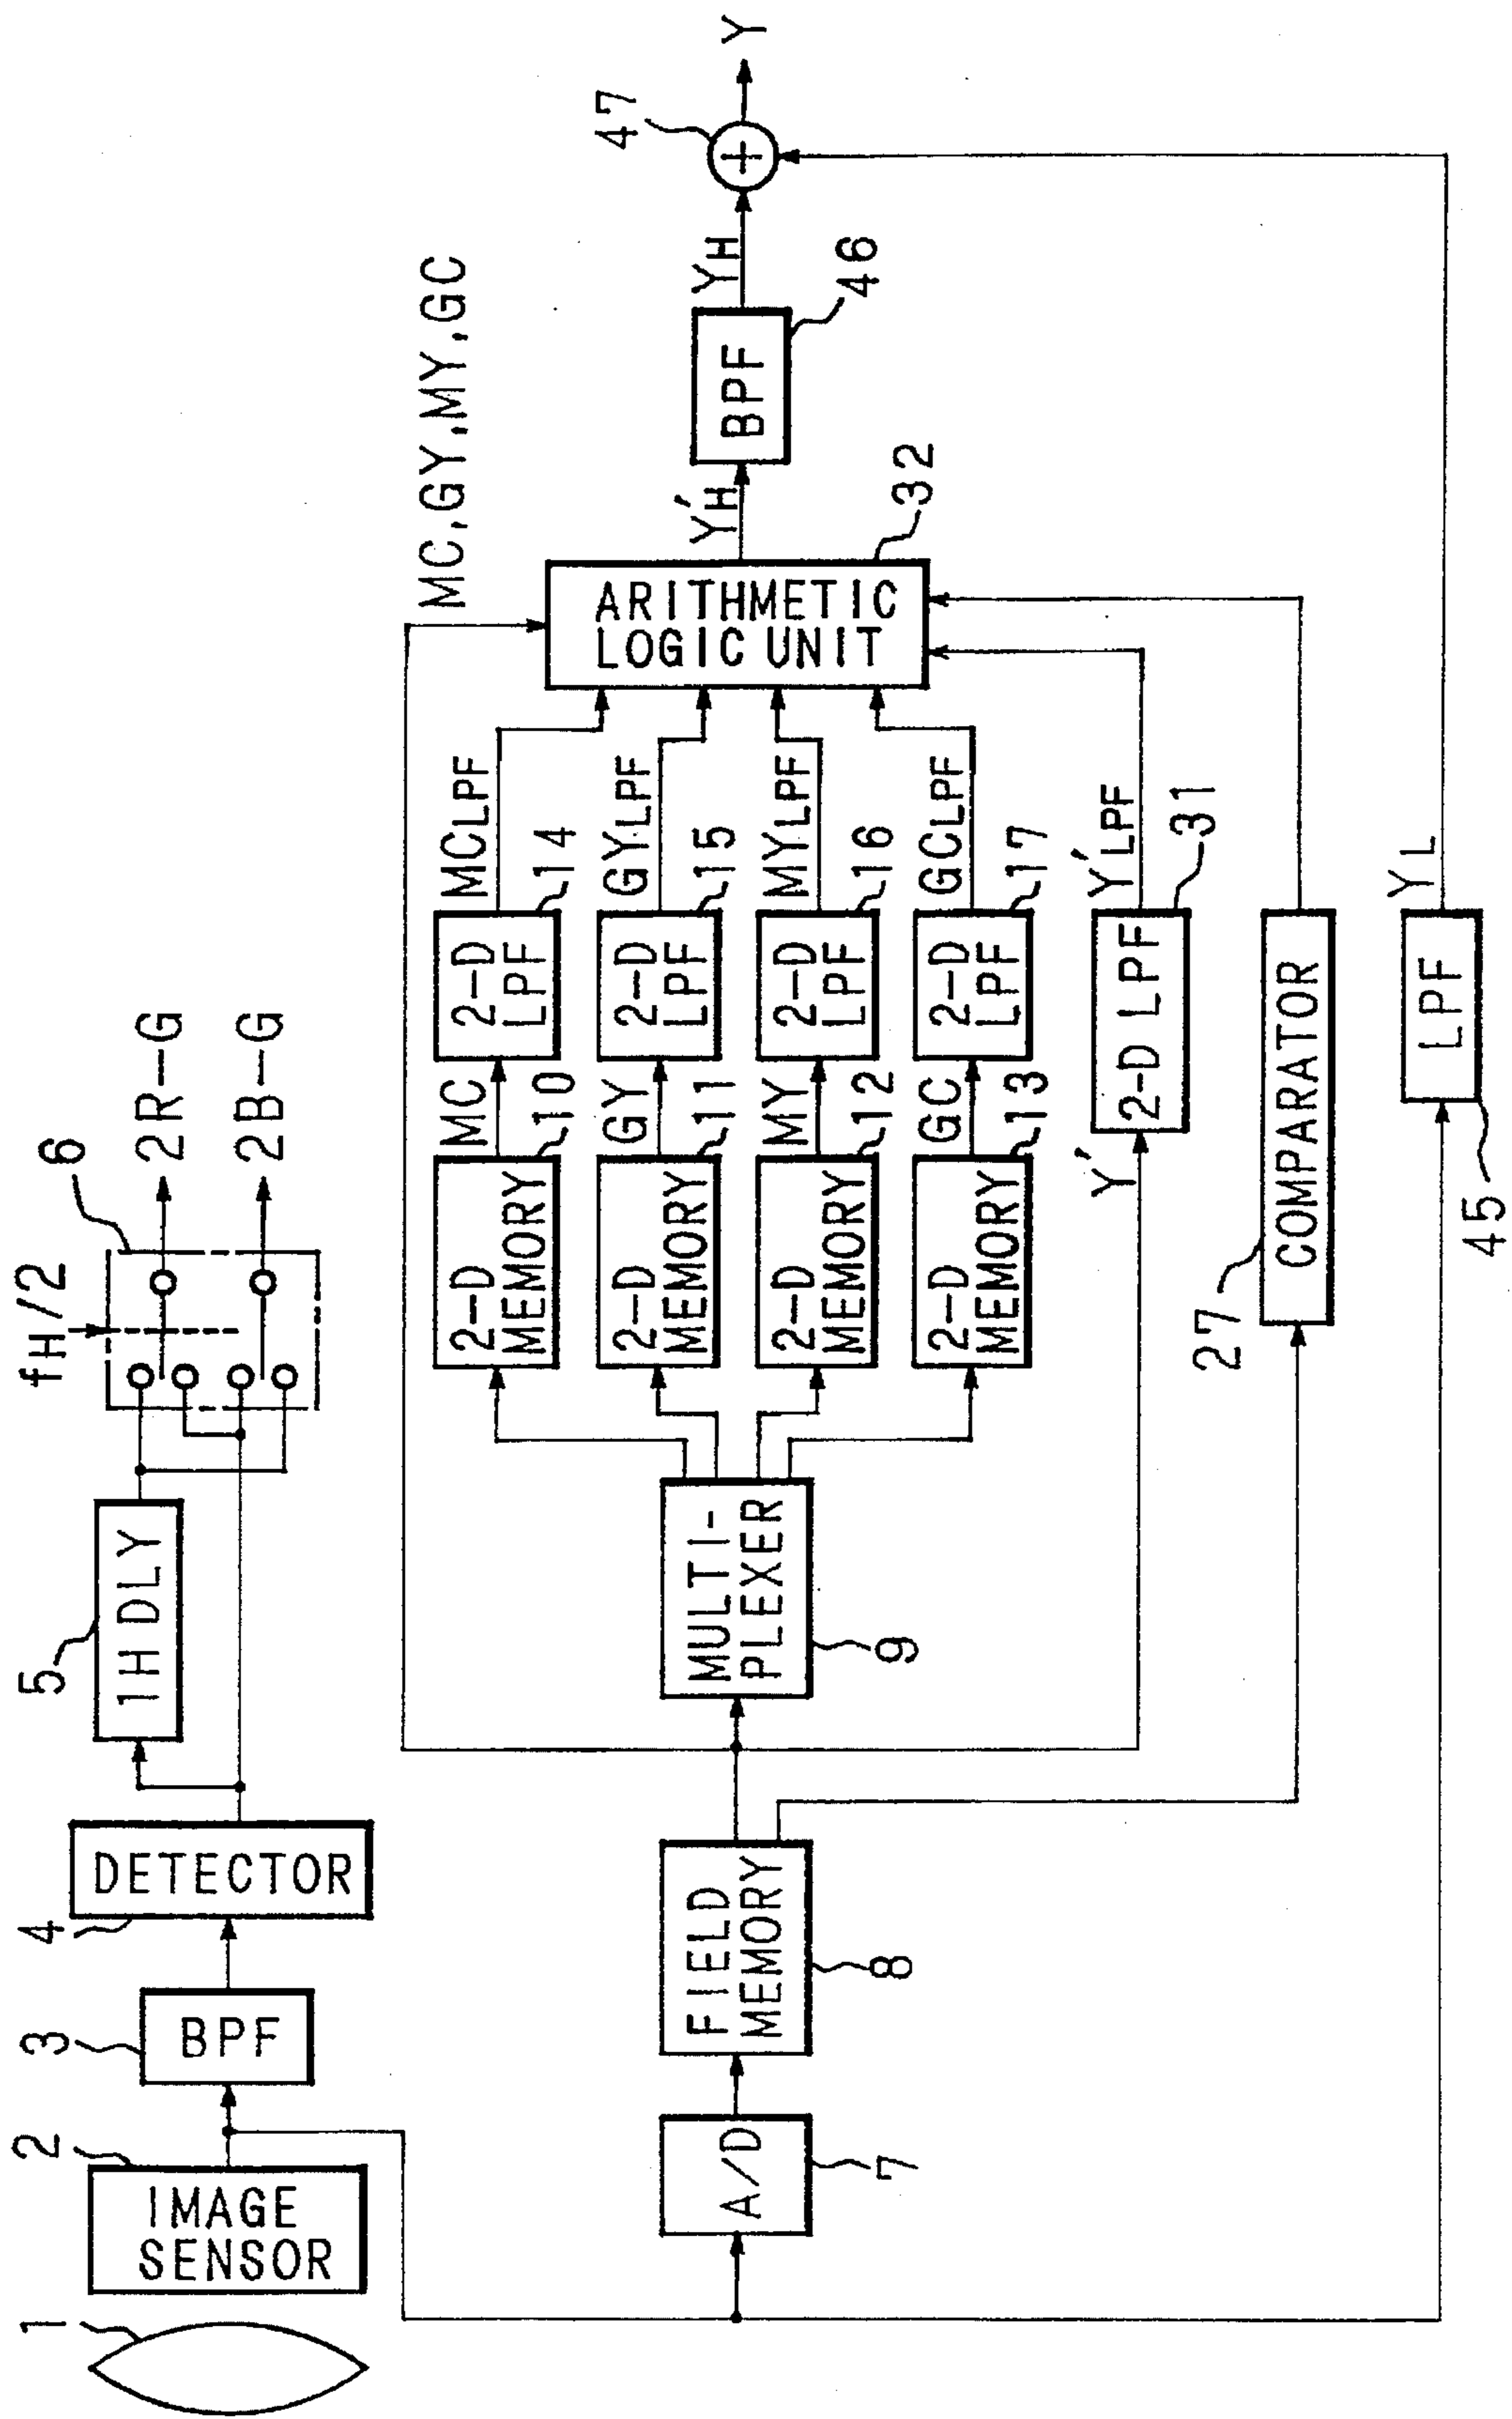 1
IMAGE
SENSOR
2
BPF
3
DETECTOR
4
1H DLY
5
fH/2
6
2R-G
2B-G
A/D
7
FIELD
MEMORY
8
MULTI-
PLEXER
9
2-D
MEMORY
10
MC
2-D
LPF
14
MCLPF
2-D
MEMORY
11
GY
2-D
LPF
15
GYLPF
2-D
MEMORY
12
MY
2-D
LPF
16
MYLPF
2-D
MEMORY
13
GC
2-D
LPF
17
GCLPF
Y'
2-D LPF
31
Y'LPF
COMPARATOR
27
LPF
45
YL
MC,GY,MY,GC
ARITHMETIC
LOGIC UNIT
32
Y'H
BPF
46
YH
+
47
Y